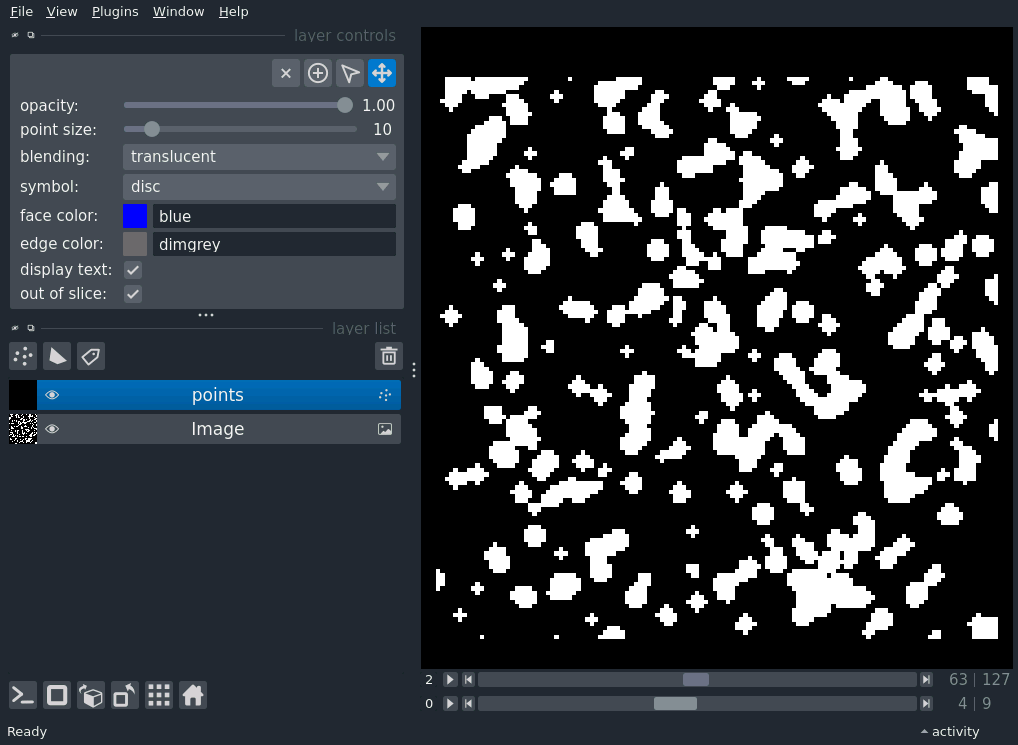 File View Plugins Window Help
layer controls
opacity: 1.00
point size: 10
blending: translucent
symbol: disc
face color: blue
edge color: dimgrey
display text:
out of slice:
layer list
points
Image
2 63 | 127
0 4 | 9
Ready activity